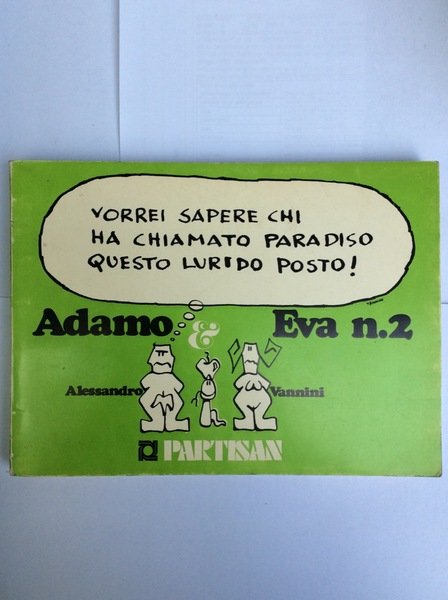 VORREI SAPERE CHI
HA CHIAMATO PARADISO
QUESTO LURIDO POSTO!
Adamo & Eva n.2
Alessandro Vannini
PARTISAN